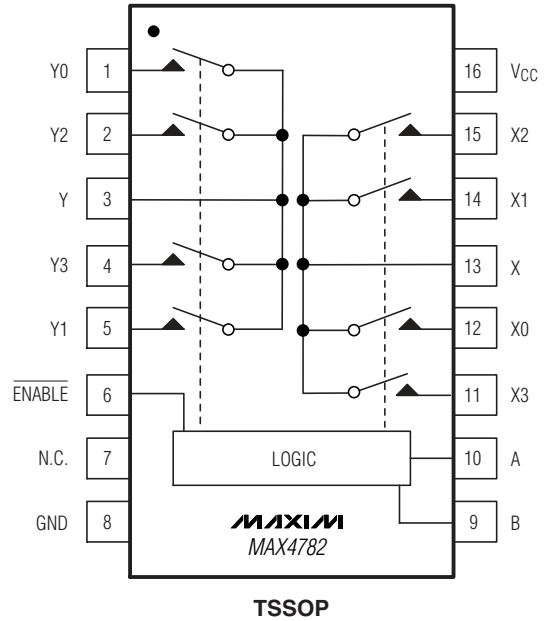 Y0 1 16 VCC
Y2 2 15 X2
Y 3 14 X1
Y3 4 13 X
Y1 5 12 X0
ENABLE 6 11 X3
N.C. 7 LOGIC 10 A
GND 8 MAXIM 9 B
MAX4782
TSSOP